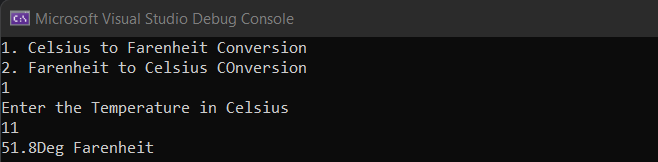 Microsoft Visual Studio Debug Console
1. Celsius to Farenheit Conversion
2. Farenheit to Celsius COnversion
1
Enter the Temperature in Celsius
11
51.8Deg Farenheit